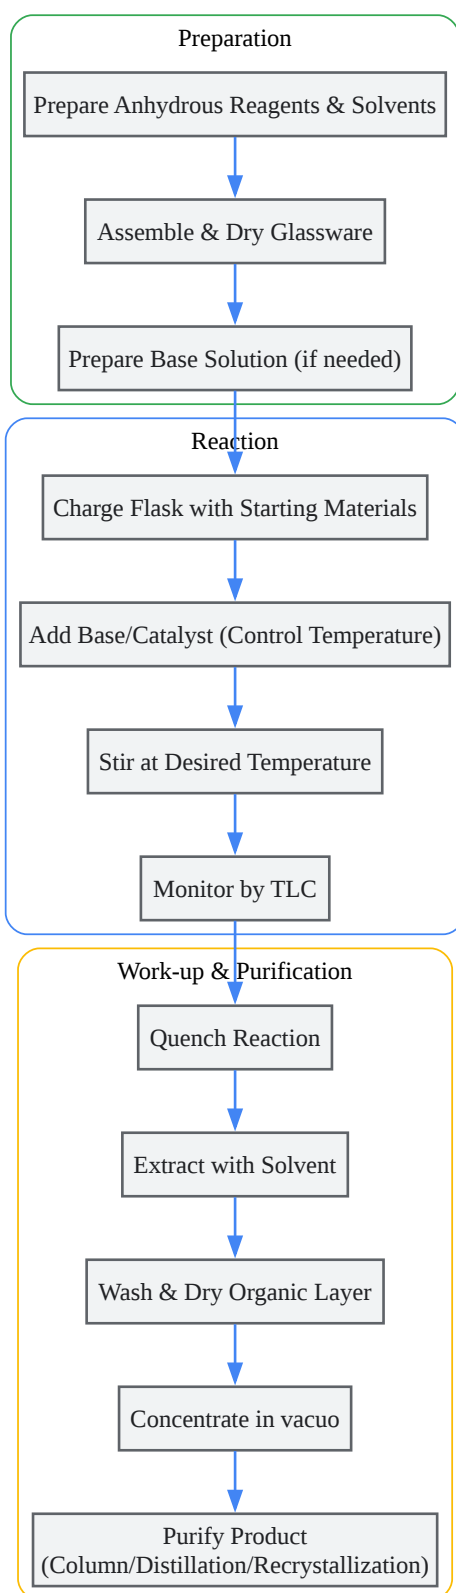 Preparation
Prepare Anhydrous Reagents & Solvents
Assemble & Dry Glassware
Prepare Base Solution (if needed)
Reaction
Charge Flask with Starting Materials
Add Base/Catalyst (Control Temperature)
Stir at Desired Temperature
Monitor by TLC
Work-up & Purification
Quench Reaction
Extract with Solvent
Wash & Dry Organic Layer
Concentrate in vacuo
Purify Product
(Column/Distillation/Recrystallization)